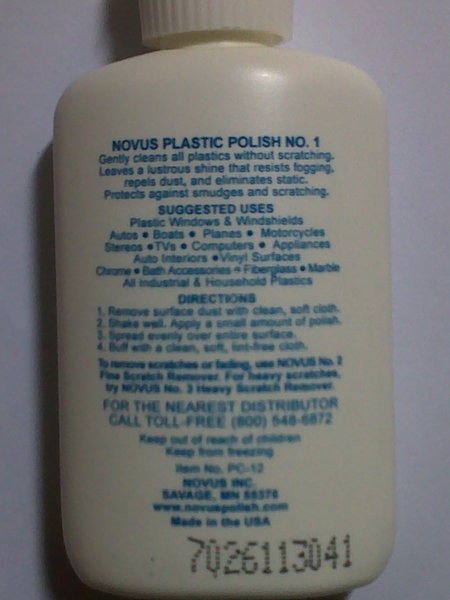 NOVUS PLASTIC POLISH NO. 1
Gently cleans all plastics without scratching.
Leaves a lustrous shine that resists fogging,
repels dust, and eliminates static.
Protects against smudges and scratching.
SUGGESTED USES
Plastic Windows & Windshields
Autos • Boats • Planes • Motorcycles
Stereos • TVs • Computers • Appliances
Auto Interiors • Vinyl Surfaces
Chrome • Bath Accessories • Fiberglass • Marble
All Industrial & Household Plastics
DIRECTIONS
1. Remove surface dust with clean, soft cloth.
2. Shake well. Apply a small amount of polish.
3. Spread evenly over entire surface.
4. Buff with a clean, soft, lint-free cloth.
To remove scratches or fading, use NOVUS No. 2
Fine Scratch Remover. For heavy scratches,
try NOVUS No. 3 Heavy Scratch Remover.
FOR THE NEAREST DISTRIBUTOR
CALL TOLL-FREE (800) 548-6872
Keep out of reach of children
Keep from freezing
Item No. PC-12
NOVUS INC.
SAVAGE, MN 55378
www.novuspolish.com
Made in the USA
7026113041